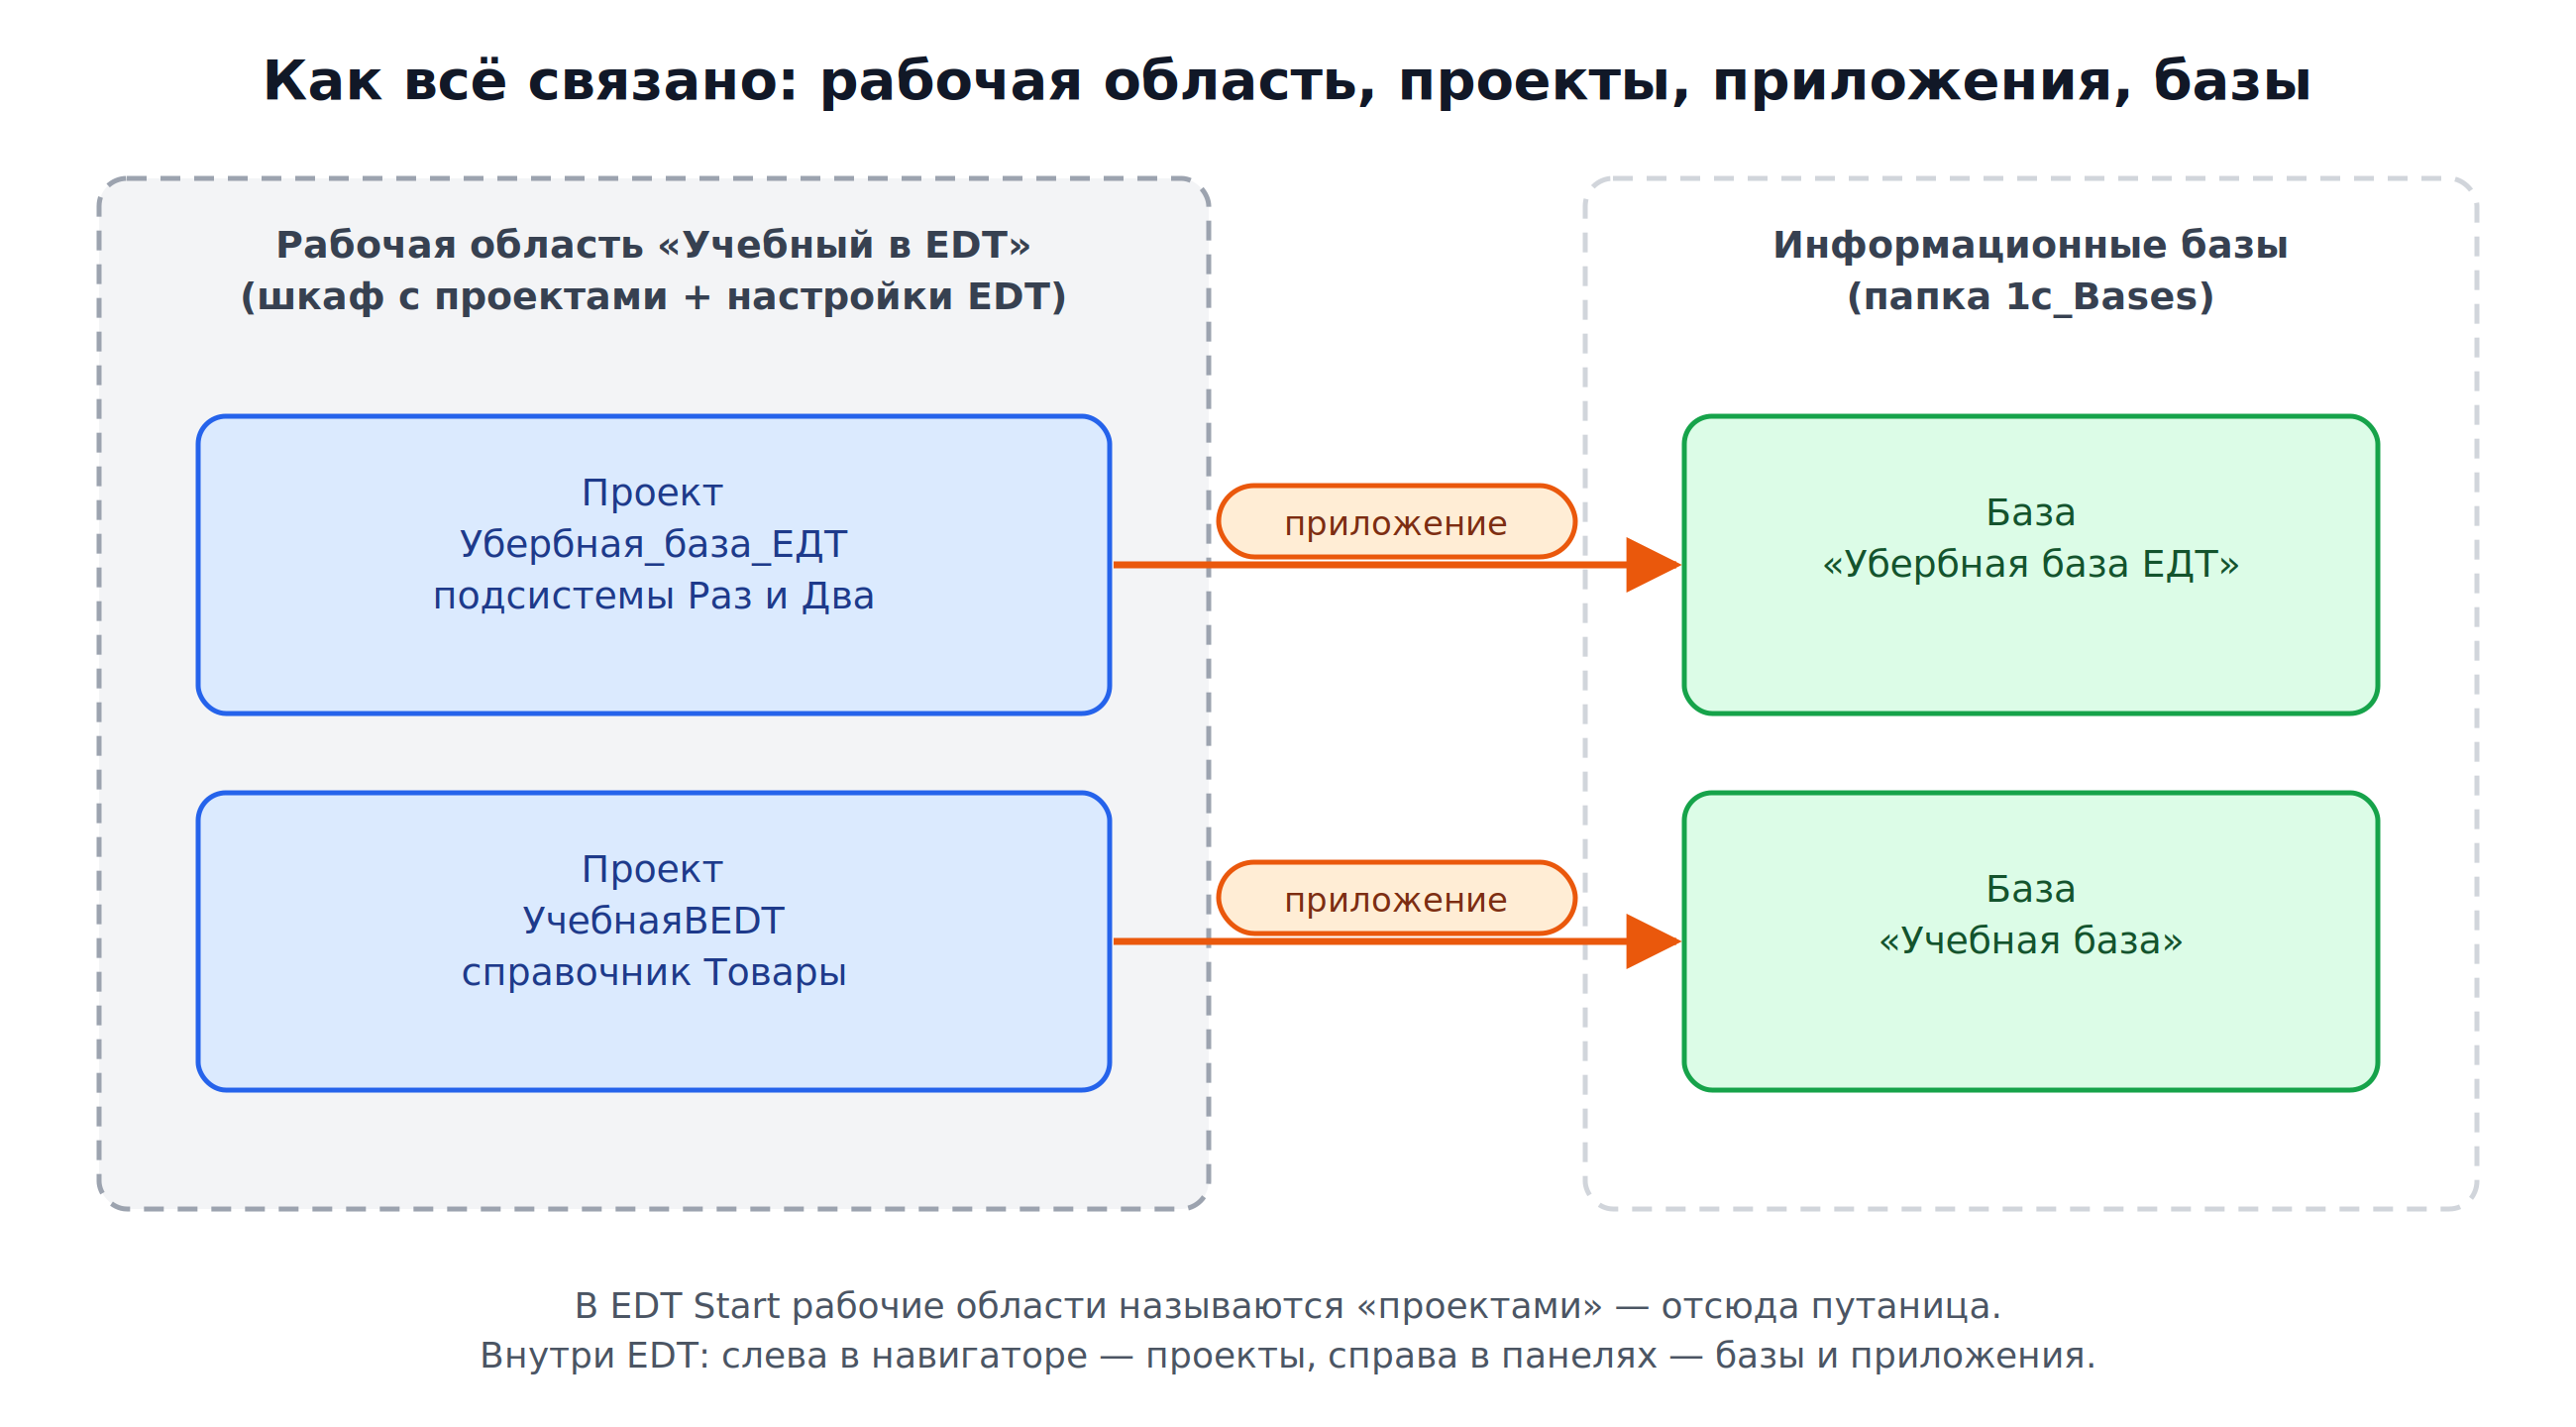 Как всё связано: рабочая область, проекты, приложения, базы
Рабочая область «Учебный в EDT»
(шкаф с проектами + настройки EDT)
Информационные базы
(папка 1c_Bases)
Проект
Убербная_база_ЕДТ
подсистемы Раз и Два
приложение
База
«Убербная база ЕДТ»
Проект
УчебнаяВEDT
справочник Товары
приложение
База
«Учебная база»
В EDT Start рабочие области называются «проектами» — отсюда путаница.
Внутри EDT: слева в навигаторе — проекты, справа в панелях — базы и приложения.